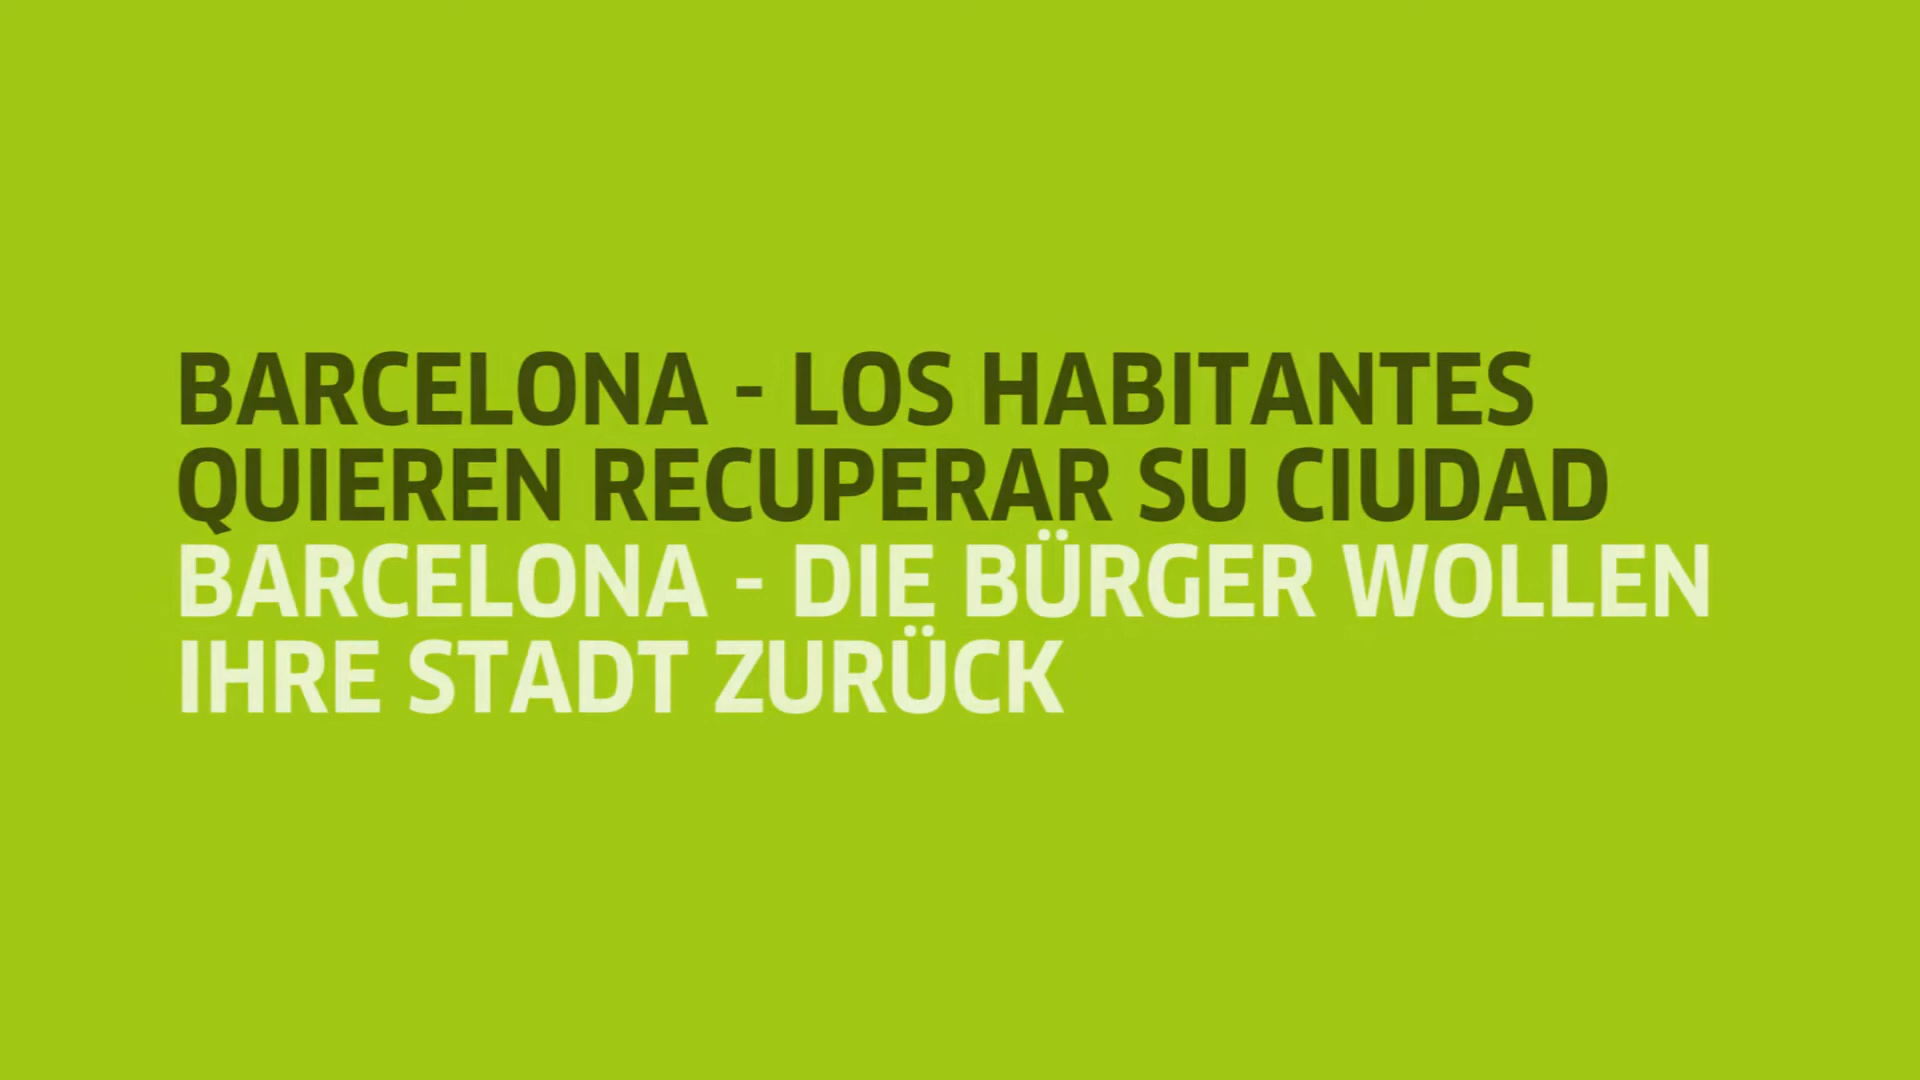 BARCELONA - LOS HABITANTES
QUIEREN RECUPERAR SU CIUDAD
BARCELONA - DIE BÜRGER WOLLEN
IHRE STADT ZURÜCK